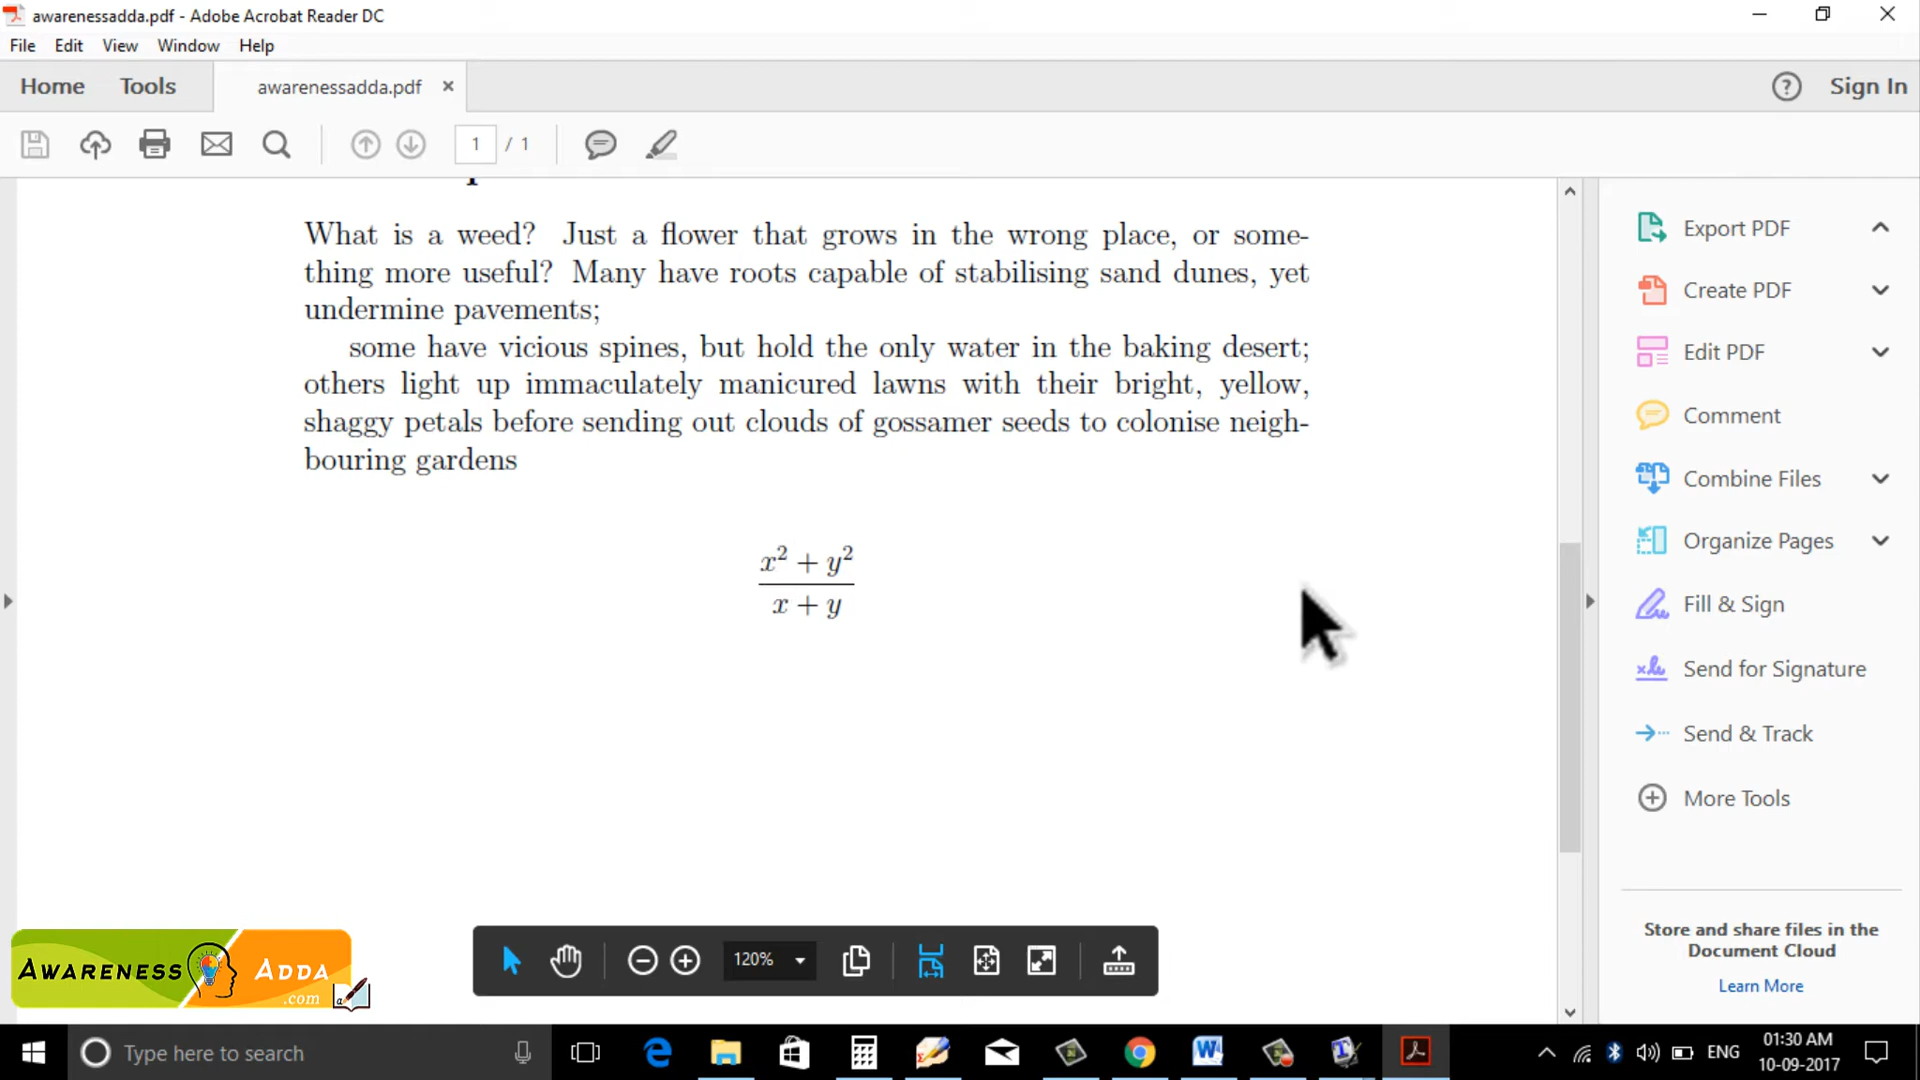 awarenessadda.pdf - Adobe Acrobat Reader DC
File Edit View Window Help
Home Tools awarenessadda.pdf × Sign In
1 / 1
What is a weed? Just a flower that grows in the wrong place, or some-
thing more useful? Many have roots capable of stabilising sand dunes, yet
undermine pavements;
some have vicious spines, but hold the only water in the baking desert;
others light up immaculately manicured lawns with their bright, yellow,
shaggy petals before sending out clouds of gossamer seeds to colonise neigh-
bouring gardens
x² + y²
x + y
Export PDF
Create PDF
Edit PDF
Comment
Combine Files
Organize Pages
Fill & Sign
Send for Signature
Send & Track
More Tools
Store and share files in the
Document Cloud
Learn More
120%
AWARENESS ADDA
.com
Type here to search
ENG
01:30 AM
10-09-2017